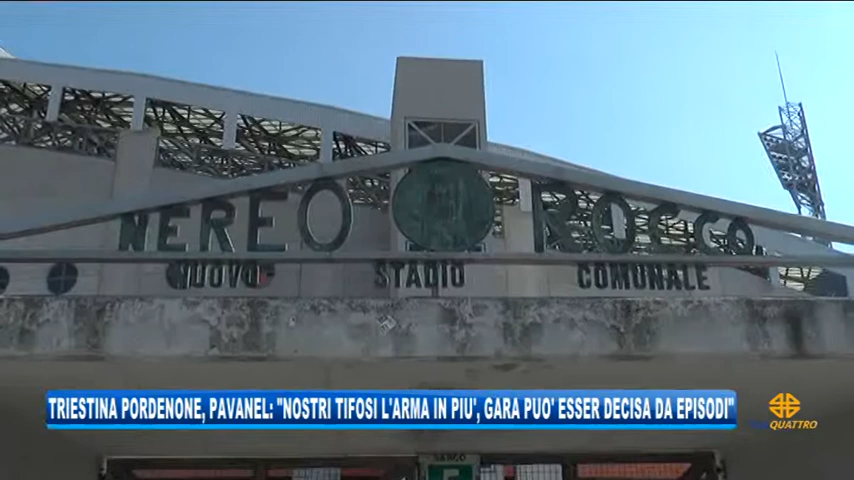 NEREO ROCCO
NUOVO STADIO COMUNALE
TRIESTINA PORDENONE, PAVANEL: "NOSTRI TIFOSI L'ARMA IN PIU', GARA PUO' ESSER DECISA DA EPISODI"
QUATTRO
VARCO